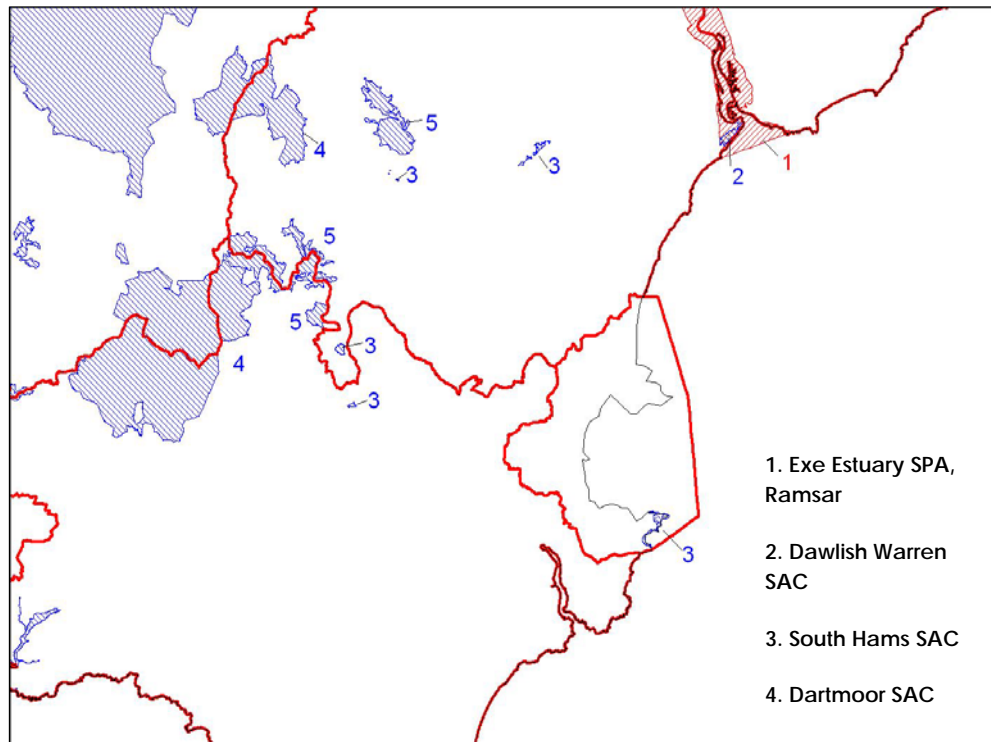 5
4
3
3
2
1
5
5
3
4
3
3
1. Exe Estuary SPA,
Ramsar
2. Dawlish Warren
SAC
3. South Hams SAC
4. Dartmoor SAC